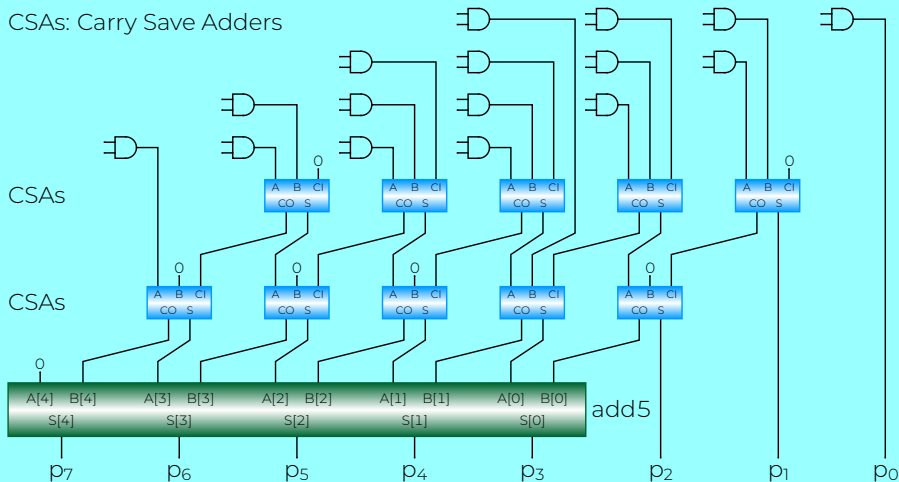 CSAs: Carry Save Adders
0 0
CSAs A B CI A B CI A B CI A B CI A B CI
CO S CO S CO S CO S CO S
0 0 0 0
CSAs A B CI A B CI A B CI A B CI A B CI
CO S CO S CO S CO S CO S
0
A[4] B[4] A[3] B[3] A[2] B[2] A[1] B[1] A[0] B[0] add5
S[4] S[3] S[2] S[1] S[0]
p7 p6 p5 p4 p3 p2 p1 p0